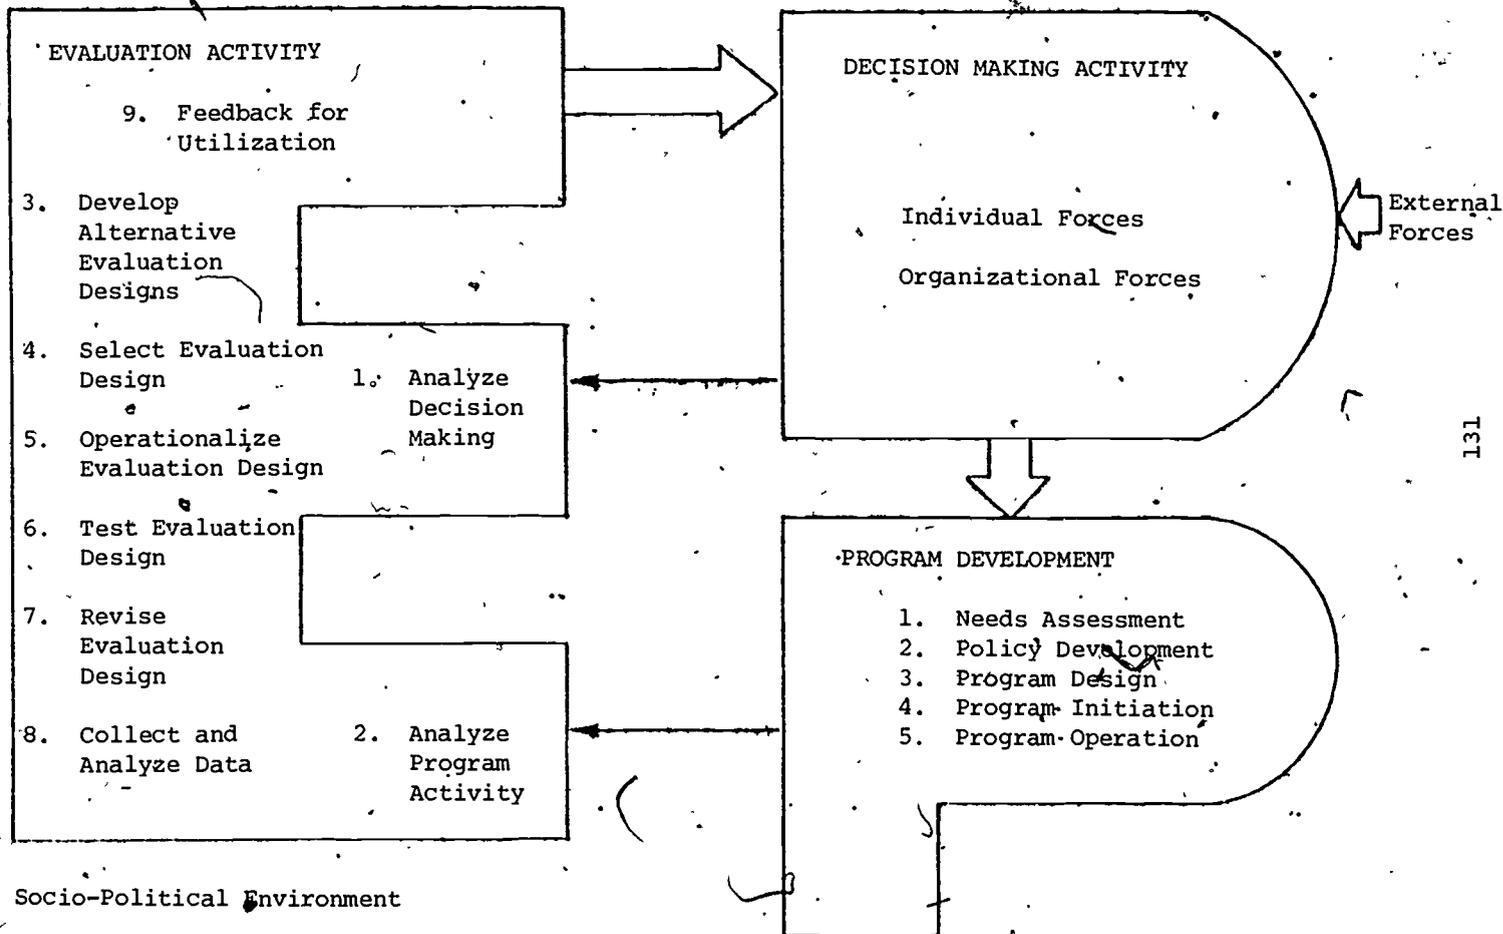 EVALUATION ACTIVITY
9. Feedback for
Utilization
3. Develop
Alternative
Evaluation
Designs
4. Select Evaluation
Design
5. Operationalize
Evaluation Design
6. Test Evaluation
Design
7. Revise
Evaluation
Design
8. Collect and
Analyze Data
1. Analyze
Decision
Making
2. Analyze
Program
Activity
DECISION MAKING ACTIVITY
Individual Forces
Organizational Forces
External
Forces
PROGRAM DEVELOPMENT
1. Needs Assessment
2. Policy Development
3. Program Design
4. Program Initiation
5. Program Operation
Socio-Political Environment
131